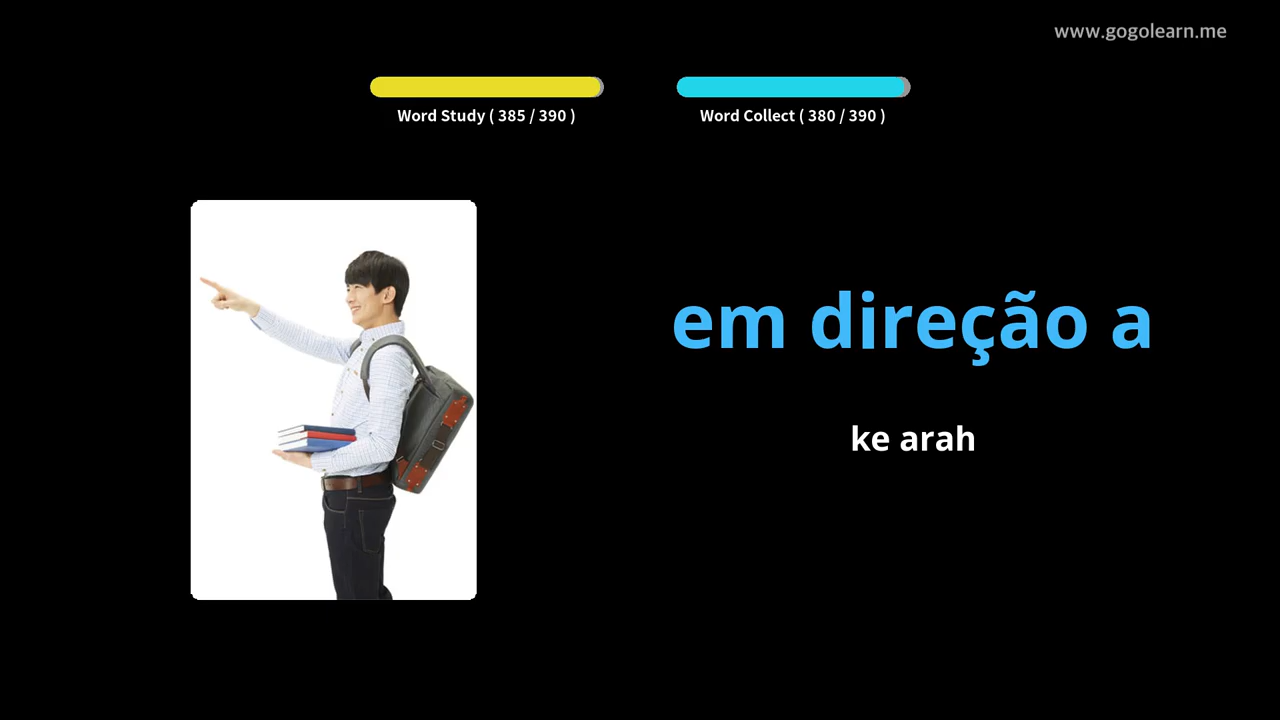 www.gogolearn.me
Word Study ( 385 / 390 )
Word Collect ( 380 / 390 )
em direção a
ke arah